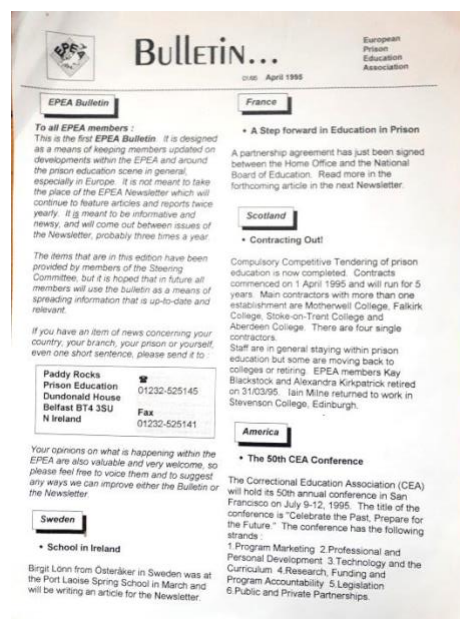 EPEA
BULLETIN...
European
Prison
Education
Association
01/95 April 1995
EPEA Bulletin
To all EPEA members :
This is the first EPEA Bulletin. It is designed
as a means of keeping members updated on
developments within the EPEA and around
the prison education scene in general,
especially in Europe. It is not meant to take
the place of the EPEA Newsletter which will
continue to feature articles and reports twice
yearly. It is meant to be informative and
newsy, and will come out between issues of
the Newsletter, probably three times a year.
The items that are in this edition have been
provided by members of the Steering
Committee, but it is hoped that in future all
members will use the bulletin as a means of
spreading information that is up-to-date and
relevant.
If you have an item of news concerning your
country, your branch, your prison or yourself,
even one short sentence, please send it to
Paddy Rocks
Prison Education
Dundonald House
Belfast BT4 3SU
N Ireland
☎
01232-525145
Fax
01232-525141
Your opinions on what is happening within the
EPEA are also valuable and very welcome, so
please feel free to voice them and to suggest
any ways we can improve either the Bulletin or
the Newsletter.
Sweden
• School in Ireland
Birgit Lönn from Österåker in Sweden was at
the Port Laoise Spring School in March and
will be writing an article for the Newsletter.
France
• A Step forward in Education in Prison
A partnership agreement has just been signed
between the Home Office and the National
Board of Education. Read more in the
forthcoming article in the next Newsletter.
Scotland
• Contracting Out!
Compulsory Competitive Tendering of prison
education is now completed. Contracts
commenced on 1 April 1995 and will run for 5
years. Main contractors with more than one
establishment are Motherwell College, Falkirk
College, Stoke-on-Trent College and
Aberdeen College. There are four single
contractors.
Staff are in general staying within prison
education but some are moving back to
colleges or retiring. EPEA members Kay
Blackstock and Alexandra Kirkpatrick retired
on 31/03/95. Iain Milne returned to work in
Stevenson College, Edinburgh.
America
• The 50th CEA Conference
The Correctional Education Association (CEA)
will hold its 50th annual conference in San
Francisco on July 9-12, 1995. The title of the
conference is "Celebrate the Past, Prepare for
the Future." The conference has the following
strands :
1.Program Marketing 2.Professional and
Personal Development 3.Technology and the
Curriculum 4.Research, Funding and
Program Accountability 5.Legislation
6.Public and Private Partnerships.